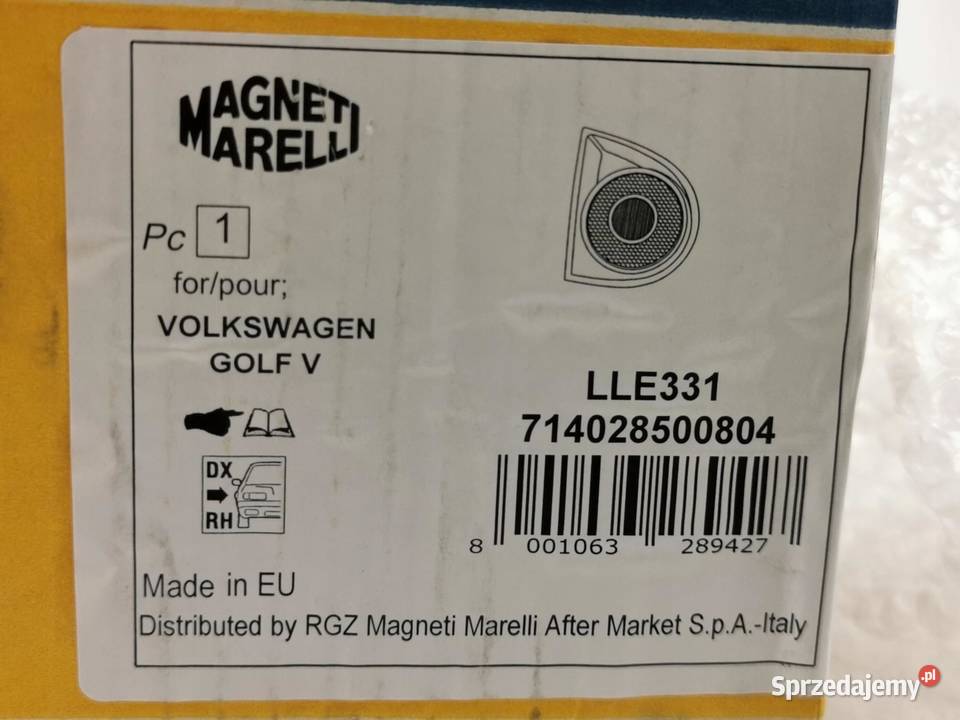 MAGNETI
MARELLI
Pc 1
for/pour;
VOLKSWAGEN
GOLF V
DX
RH
LLE331
714028500804
8 001063 289427
Made in EU
Distributed by RGZ Magneti Marelli After Market S.p.A.-Italy
Sprzedajemy.pl